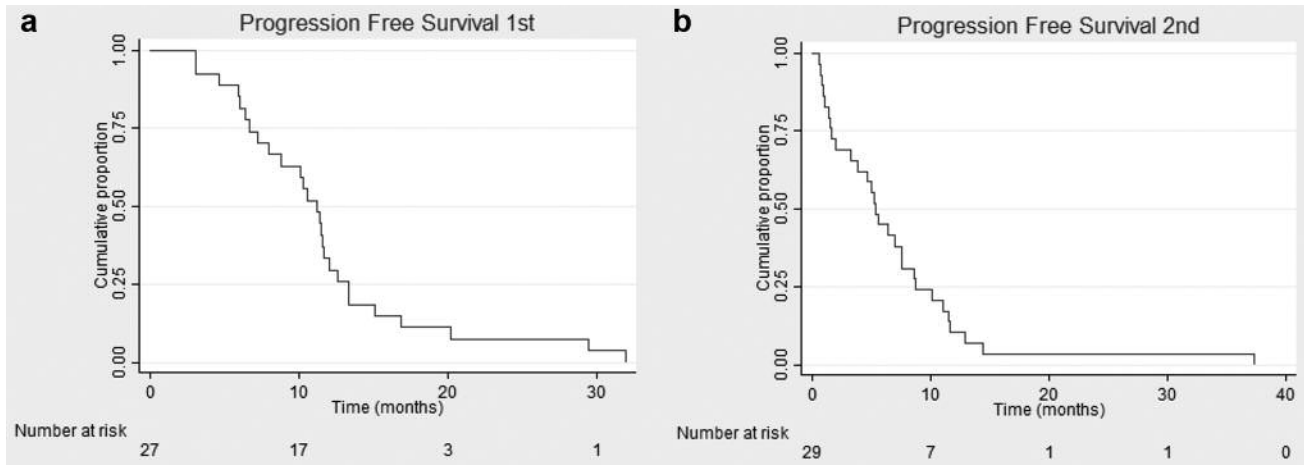 a
Progression Free Survival 1st
Cumulative proportion
1.00
0.75
0.50
0.25
0.00
0 10 20 30
Time (months)
Number at risk
27 17 3 1
b
Progression Free Survival 2nd
Cumulative proportion
1.00
0.75
0.50
0.25
0.00
0 10 20 30 40
Time (months)
Number at risk
29 7 1 1 0